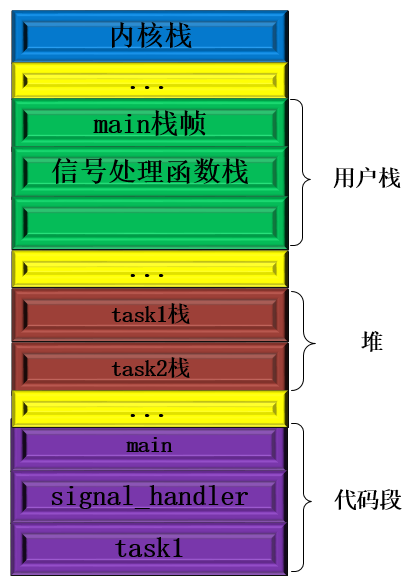 内核栈
...
main栈帧
信号处理函数栈
用户栈
...
task1栈
task2栈
堆
...
main
signal_handler
task1
代码段